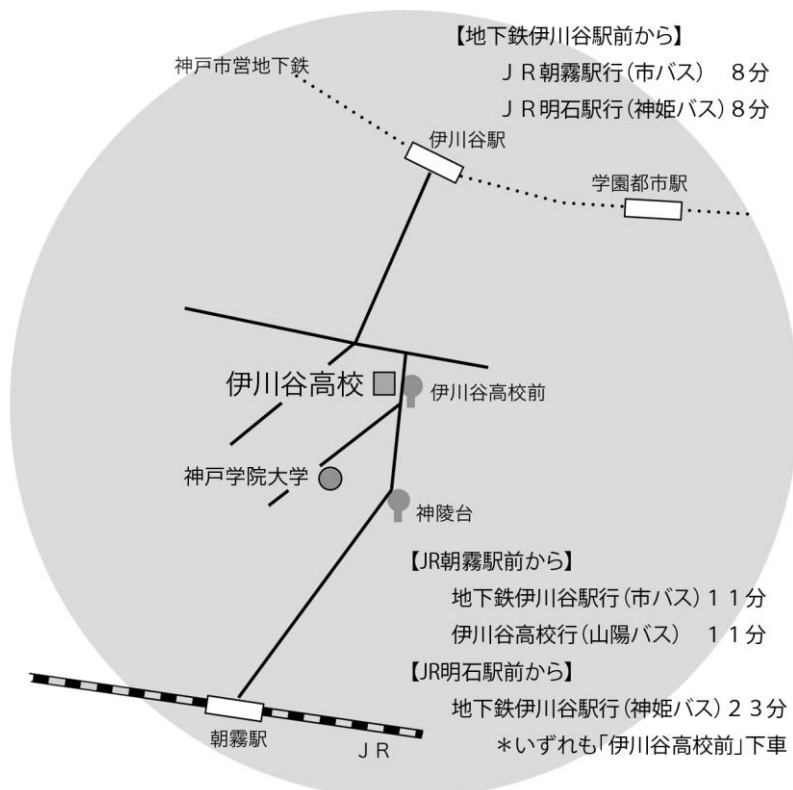 【地下鉄伊川谷駅前から】
ＪＲ朝霧駅行(市バス)　８分
ＪＲ明石駅行(神姫バス)８分
神戸市営地下鉄
伊川谷駅
学園都市駅
伊川谷高校
伊川谷高校前
神戸学院大学
神陵台
【JR朝霧駅前から】
地下鉄伊川谷駅行(市バス)１１分
伊川谷高校行(山陽バス)　１１分
【JR明石駅前から】
地下鉄伊川谷駅行(神姫バス)２３分
＊いずれも「伊川谷高校前」下車
朝霧駅
ＪＲ